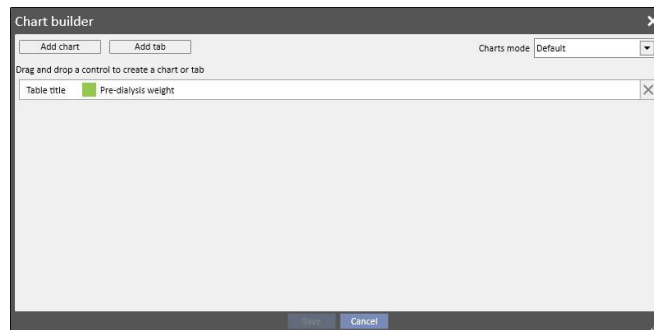 Chart builder
Add chart Add tab Charts mode Default
Drag and drop a control to create a chart or tab
Table title Pre-dialysis weight
Save Cancel